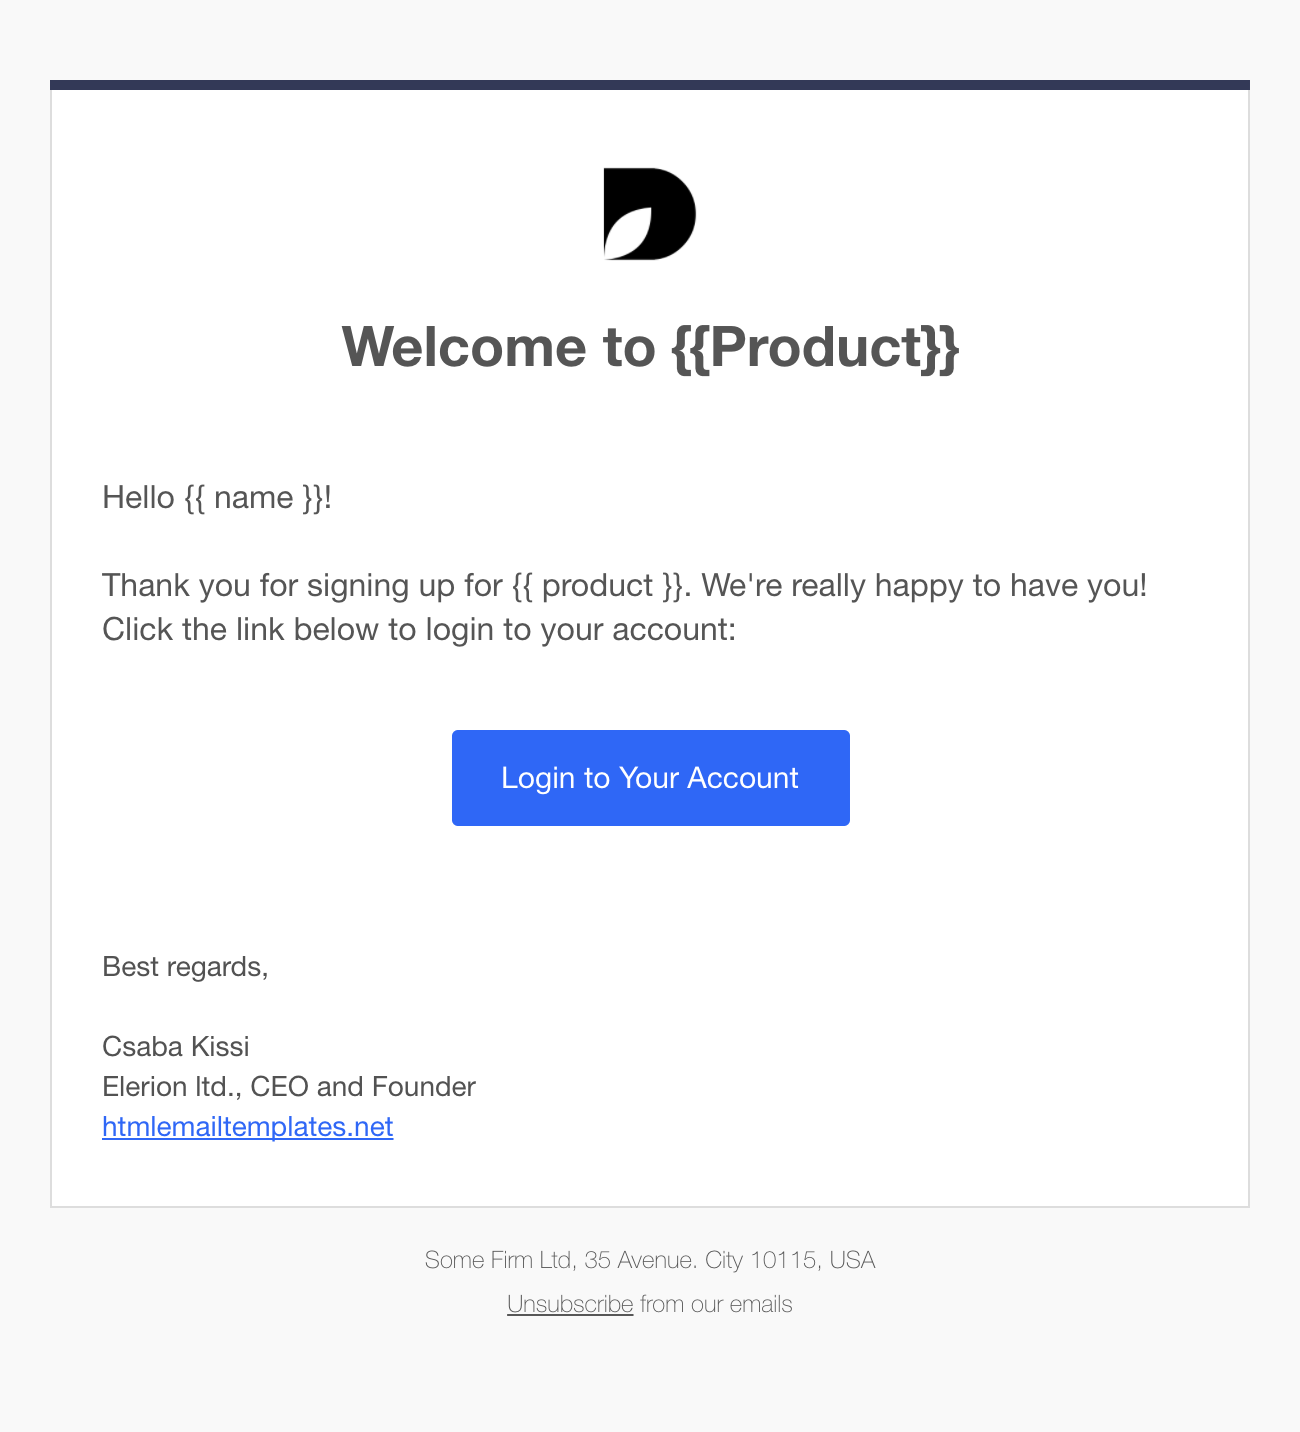 Welcome to {{Product}}
Hello {{ name }}!
Thank you for signing up for {{ product }}. We're really happy to have you!
Click the link below to login to your account:
Login to Your Account
Best regards,
Csaba Kissi
Elerion ltd., CEO and Founder
htmlemailtemplates.net
Some Firm Ltd, 35 Avenue. City 10115, USA
Unsubscribe from our emails